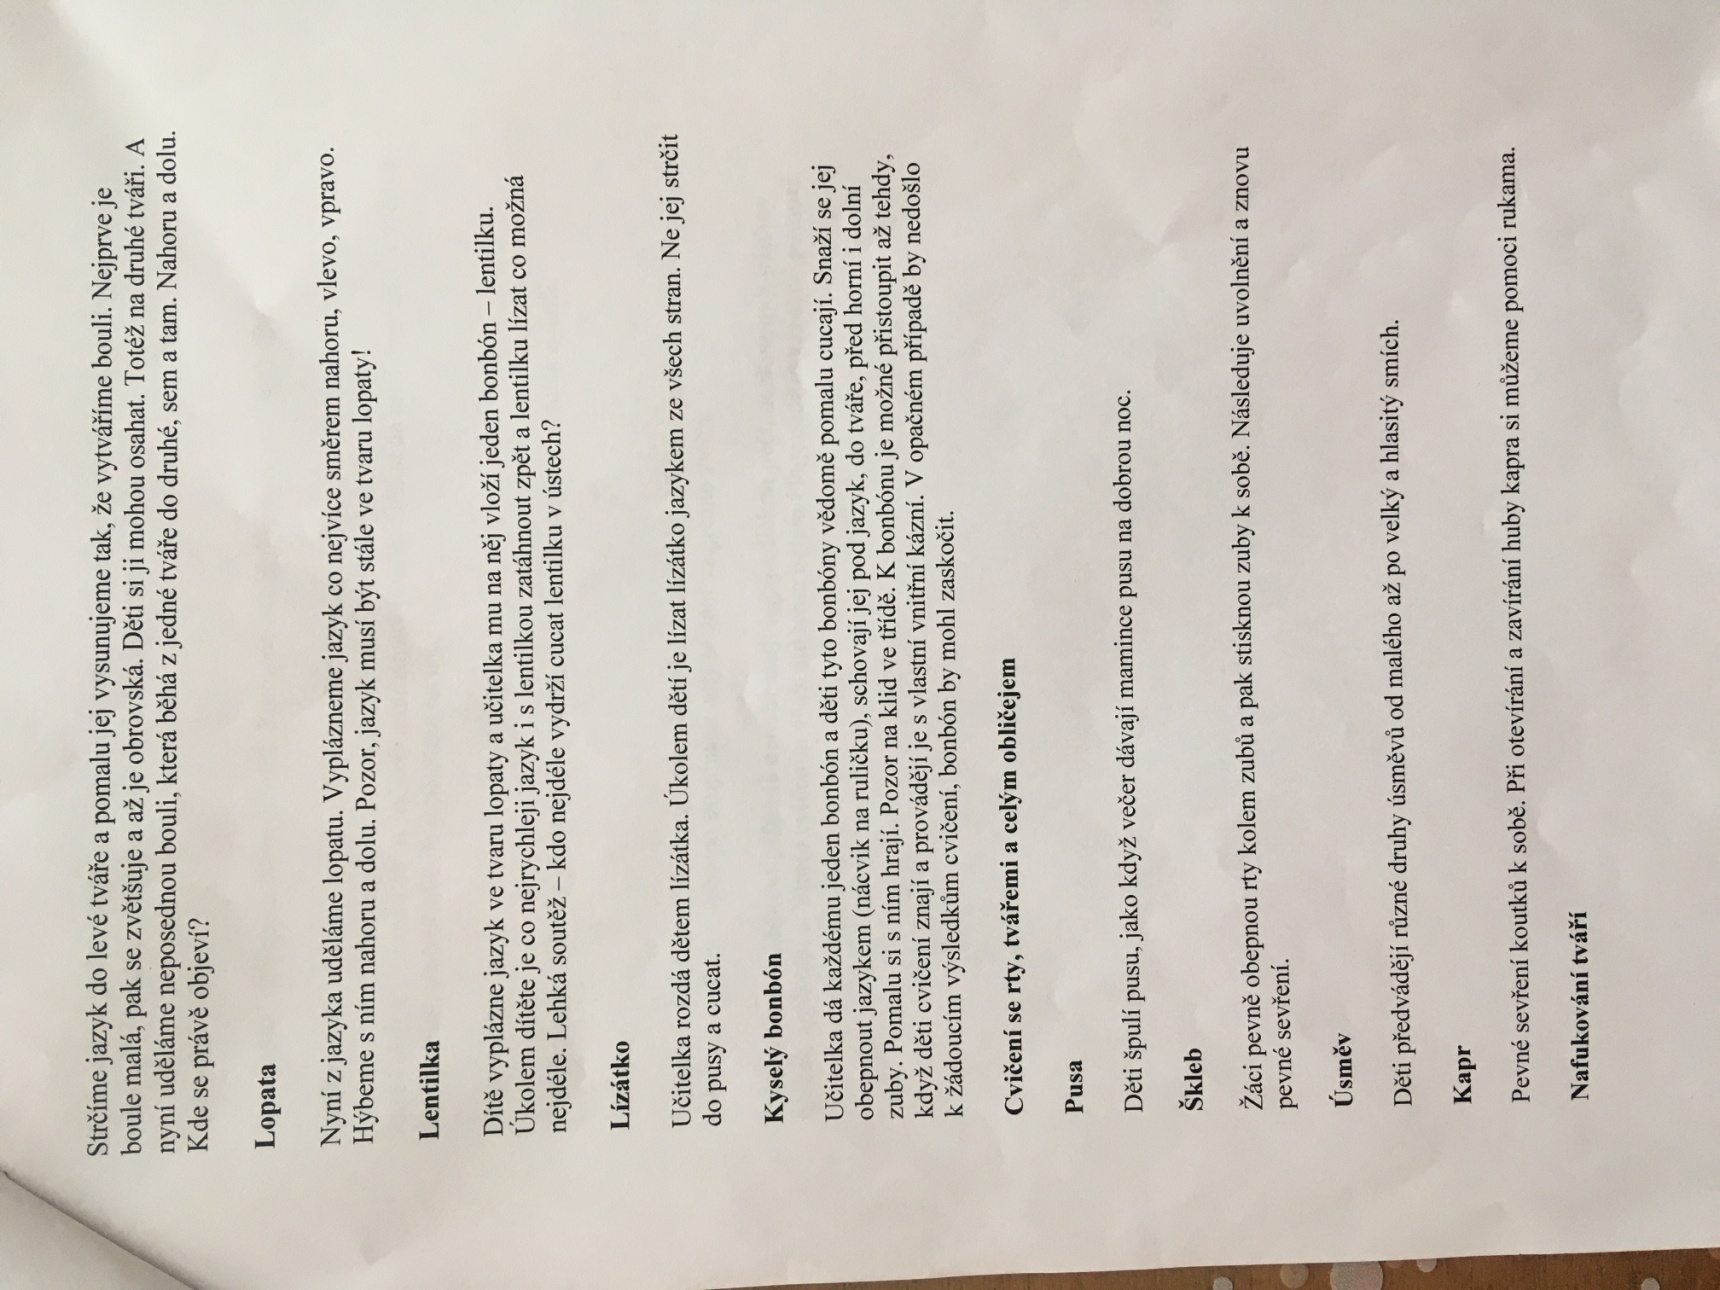 Strčíme jazyk do levé tváře a pomalu jej vysunujeme tak, že vytváříme bouli. Nejprve je
boule malá, pak se zvětšuje a až je obrovská. Děti si ji mohou osahat. Totéž na druhé tváři. A
nyní uděláme neposednou bouli, která běhá z jedné tváře do druhé, sem a tam. Nahoru a dolu.
Kde se právě objeví?
Lopata
Nyní z jazyka uděláme lopatu. Vyplázneme jazyk co nejvíce směrem nahoru, vlevo, vpravo.
Hýbeme s ním nahoru a dolu. Pozor, jazyk musí být stále ve tvaru lopaty!
Lentilka
Dítě vyplázne jazyk ve tvaru lopaty a učitelka mu na něj vloží jeden bonbón – lentilku.
Úkolem dítěte je co nejrychleji jazyk i s lentilkou zatáhnout zpět a lentilku lízat co možná
nejdéle. Lehká soutěž – kdo nejdéle vydrží cucat lentilku v ústech?
Lízátko
Učitelka rozdá dětem lízátka. Úkolem dětí je lízat lízátko jazykem ze všech stran. Ne jej strčit
do pusy a cucat.
Kyselý bonbón
Učitelka dá každému jeden bonbón a děti tyto bonbóny vědomě pomalu cucají. Snaží se jej
obepnout jazykem (nácvik na ruličku), schovají jej pod jazyk, do tváře, před horní i dolní
zuby. Pomalu si s ním hrají. Pozor na klid ve třídě. K bonbónu je možné přistoupit až tehdy,
když děti cvičení znají a provádějí je s vlastní vnitřní kázní. V opačném případě by nedošlo
k žádoucím výsledkům cvičení, bonbón by mohl zaskočit.
Cvičení se rty, tvářemi a celým obličejem
Pusa
Děti špulí pusu, jako když večer dávají mamince pusu na dobrou noc.
Škleb
Žáci pevně obepnou rty kolem zubů a pak stisknou zuby k sobě. Následuje uvolnění a znovu
pevné sevření.
Úsměv
Děti předvádějí různé druhy úsměvů od malého až po velký a hlasitý smích.
Kapr
Pevné sevření koutků k sobě. Při otevírání a zavírání huby kapra si můžeme pomoci rukama.
Nafukování tváří